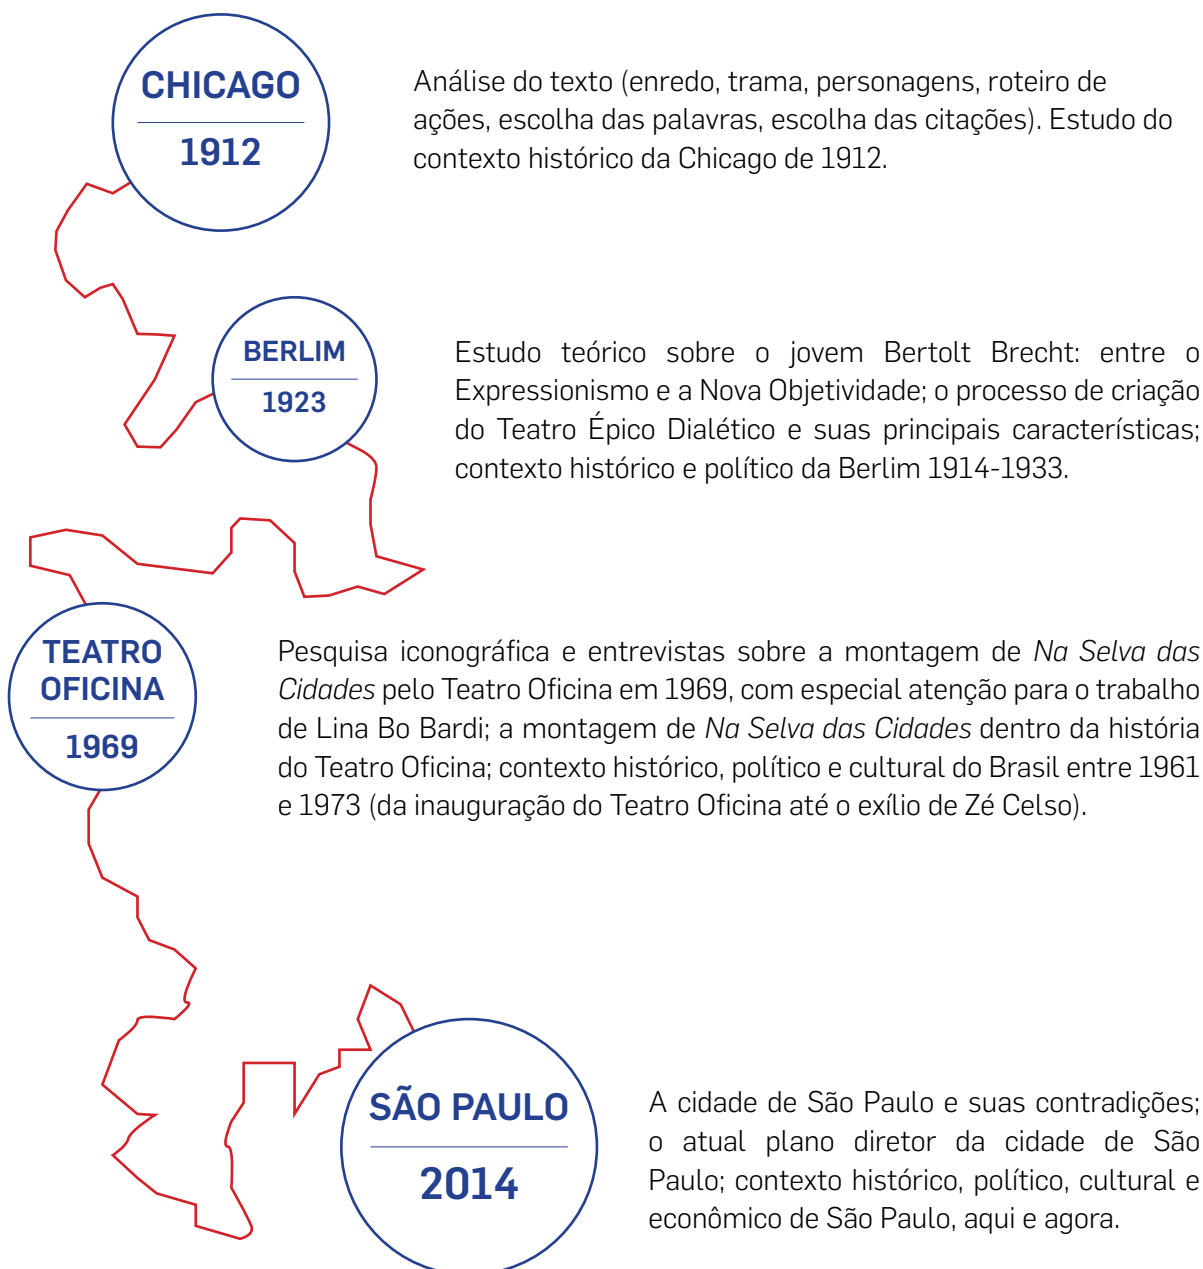 CHICAGO
1912
Análise do texto (enredo, trama, personagens, roteiro de
ações, escolha das palavras, escolha das citações). Estudo do
contexto histórico da Chicago de 1912.
BERLIM
1923
Estudo teórico sobre o jovem Bertolt Brecht: entre o
Expressionismo e a Nova Objetividade; o processo de criação
do Teatro Épico Dialético e suas principais características;
contexto histórico e político da Berlim 1914-1933.
TEATRO
OFICINA
1969
Pesquisa iconográfica e entrevistas sobre a montagem de Na Selva das
Cidades pelo Teatro Oficina em 1969, com especial atenção para o trabalho
de Lina Bo Bardi; a montagem de Na Selva das Cidades dentro da história
do Teatro Oficina; contexto histórico, político e cultural do Brasil entre 1961
e 1973 (da inauguração do Teatro Oficina até o exílio de Zé Celso).
SÃO PAULO
2014
A cidade de São Paulo e suas contradições;
o atual plano diretor da cidade de São
Paulo; contexto histórico, político, cultural e
econômico de São Paulo, aqui e agora.